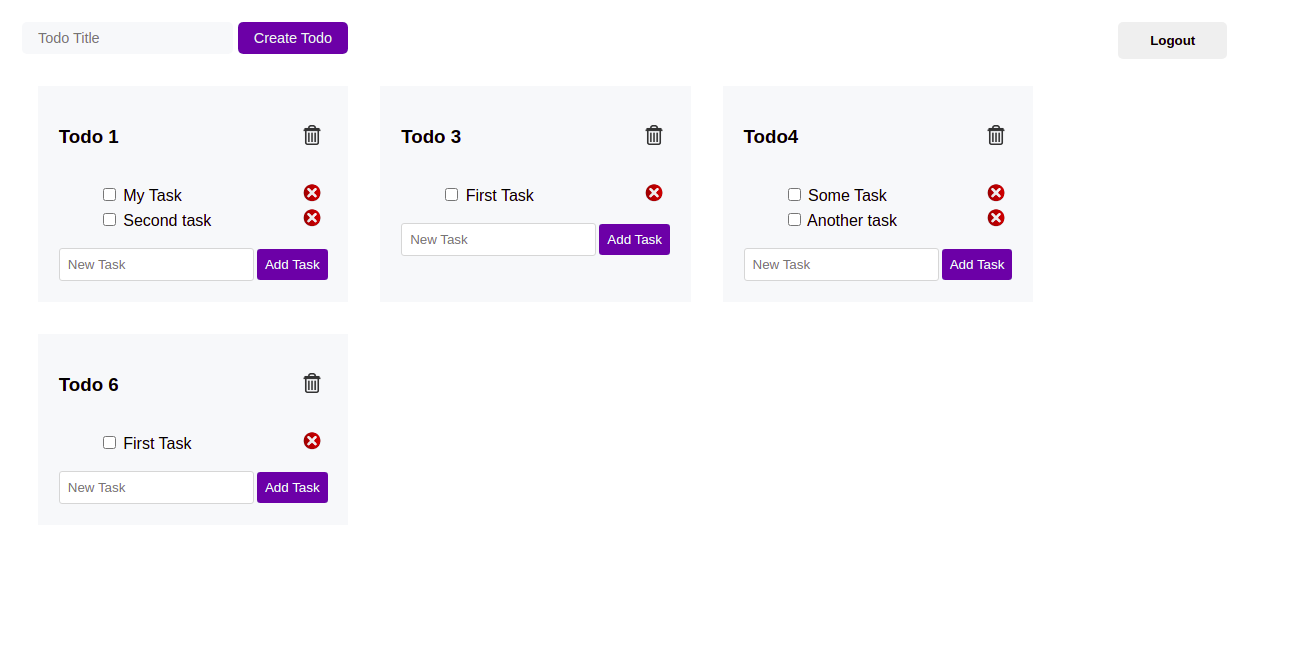 Todo Title Create Todo Logout
Todo 1
My Task
Second task
New Task Add Task
Todo 3
First Task
New Task Add Task
Todo4
Some Task
Another task
New Task Add Task
Todo 6
First Task
New Task Add Task